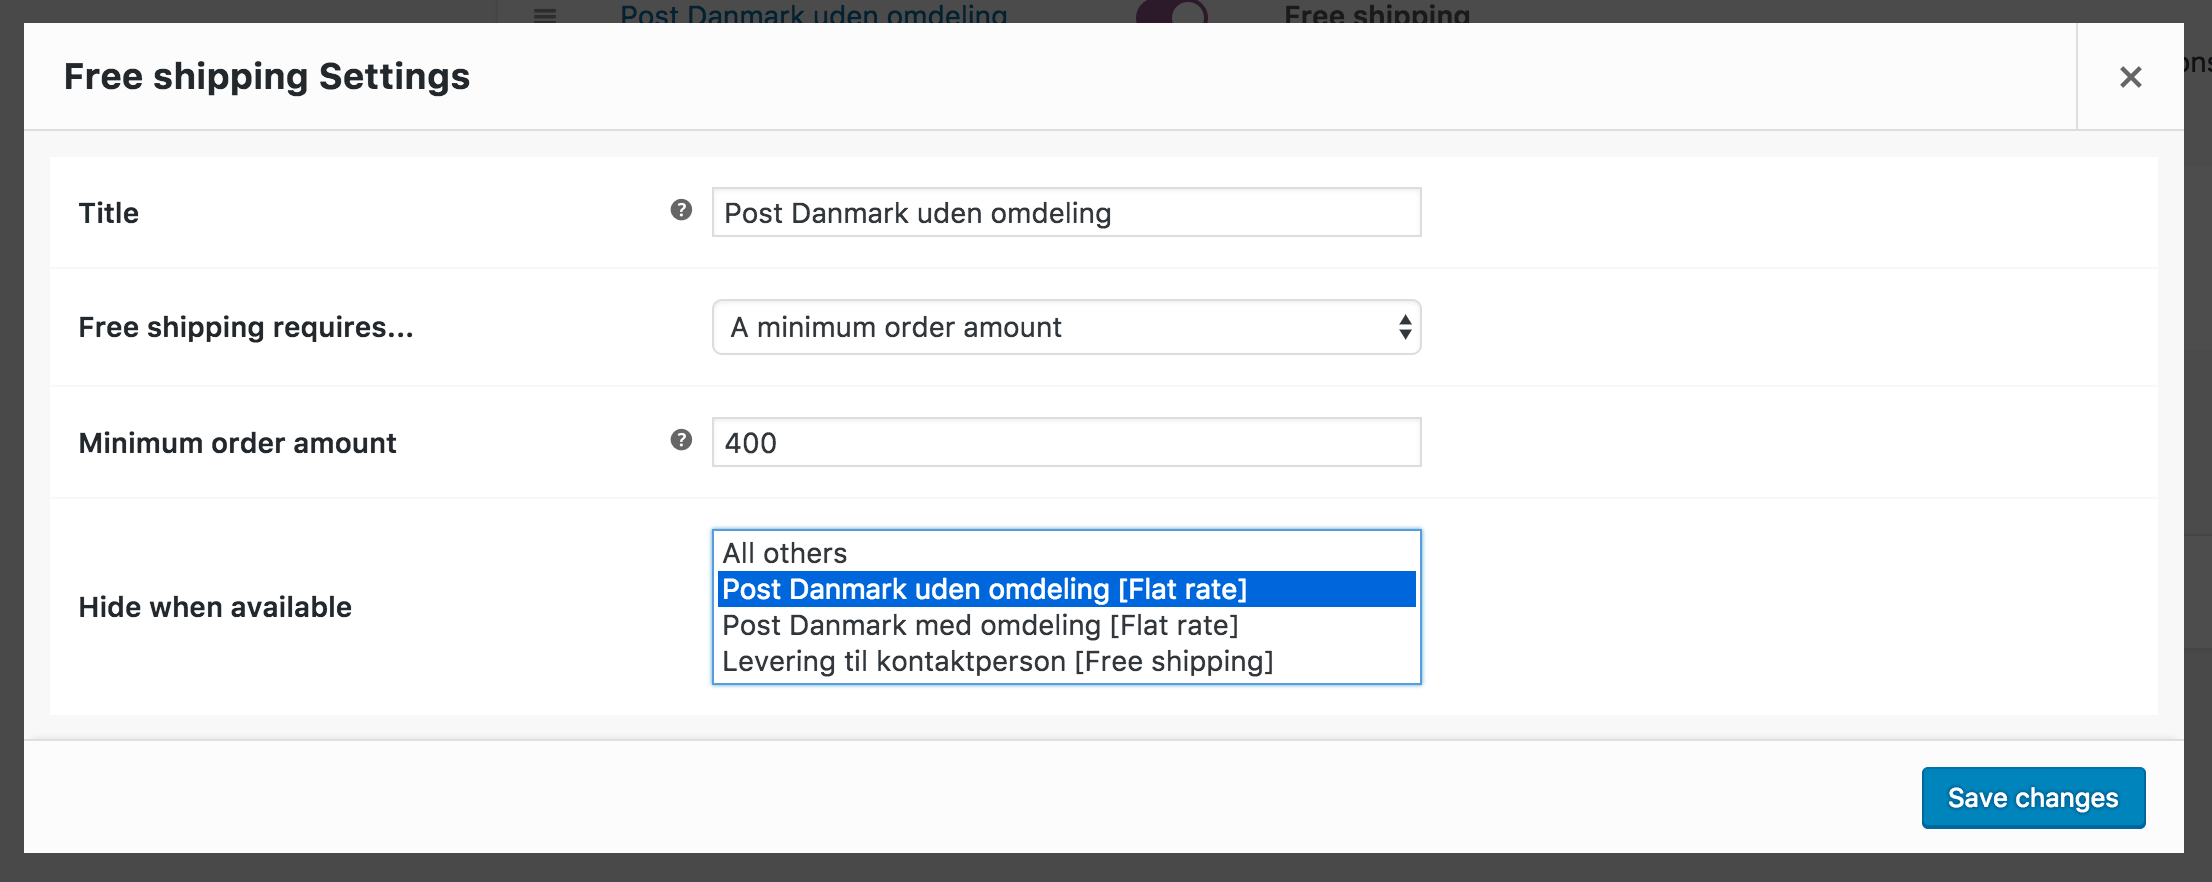 Post Danmark uden omdeling Free shipping
Free shipping Settings
Title
Post Danmark uden omdeling
Free shipping requires...
A minimum order amount
Minimum order amount
400
Hide when available
All others
Post Danmark uden omdeling [Flat rate]
Post Danmark med omdeling [Flat rate]
Levering til kontaktperson [Free shipping]
Save changes